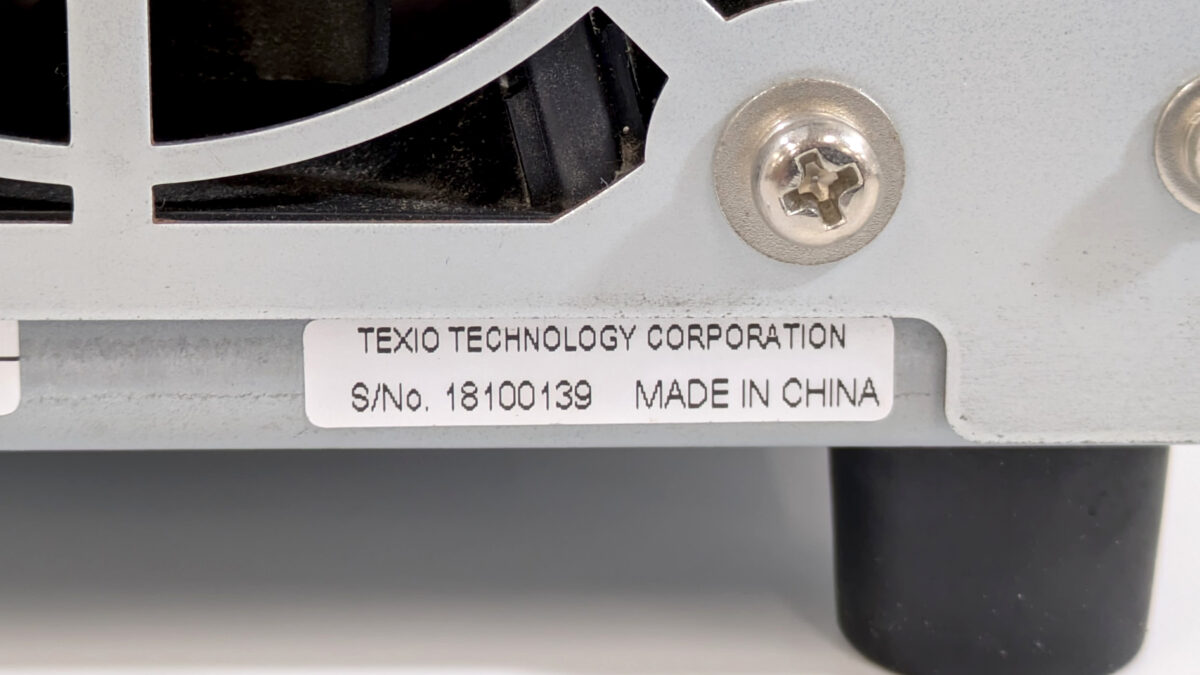 TEXIO TECHNOLOGY CORPORATION
S/No. 18100139 MADE IN CHINA